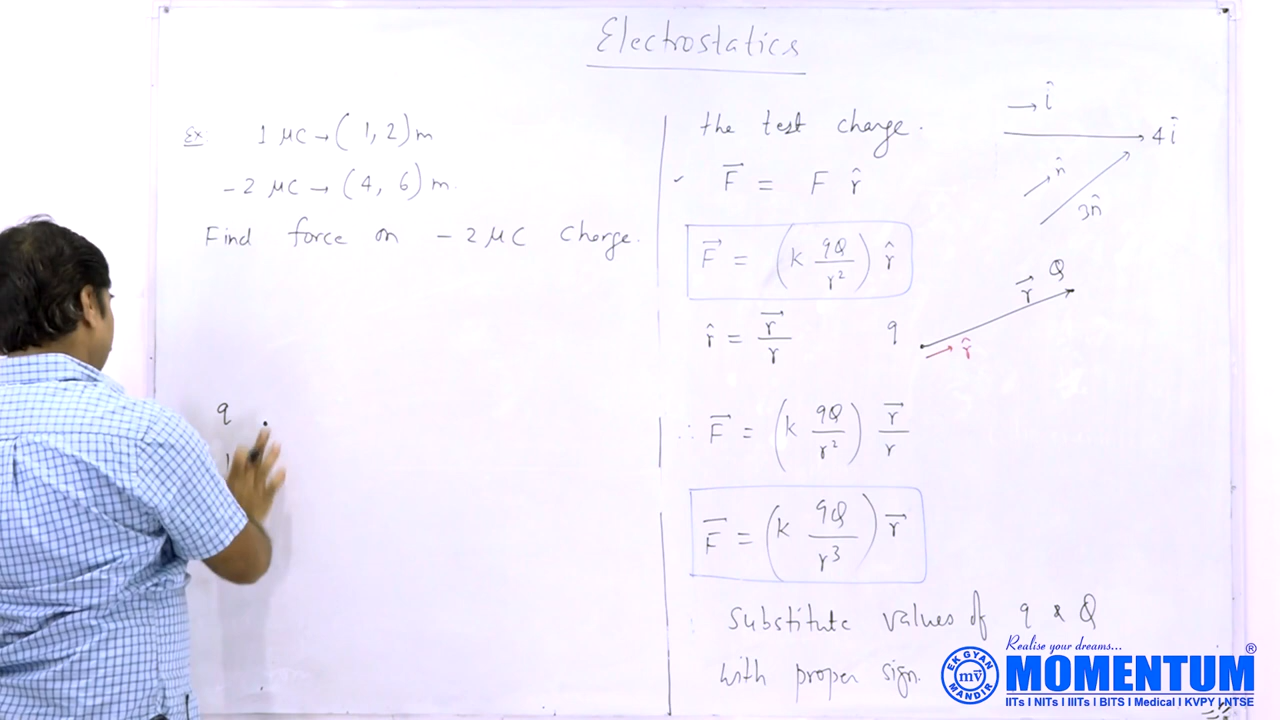 Electrostatics
Ex. 1 μC → (1, 2) m
-2 μC → (4, 6) m.
Find force on -2 μC charge.
q
the test charge.
F⃗ = F r̂
F⃗ = (k qQ/r²) r̂
r̂ = r⃗/r
∴ F⃗ = (k qQ/r²) r⃗/r
F⃗ = (k qQ/r³) r⃗
Substitute values of q & Q
with proper sign.
î
4î
n̂
3n̂
Q
r⃗
q
r̂
Realise your dreams...
EK GYAN MANDIR
mv⃗
MOMENTUM®
IITs I NITs I IIITs I BITS I Medical I KVPY I NTSE